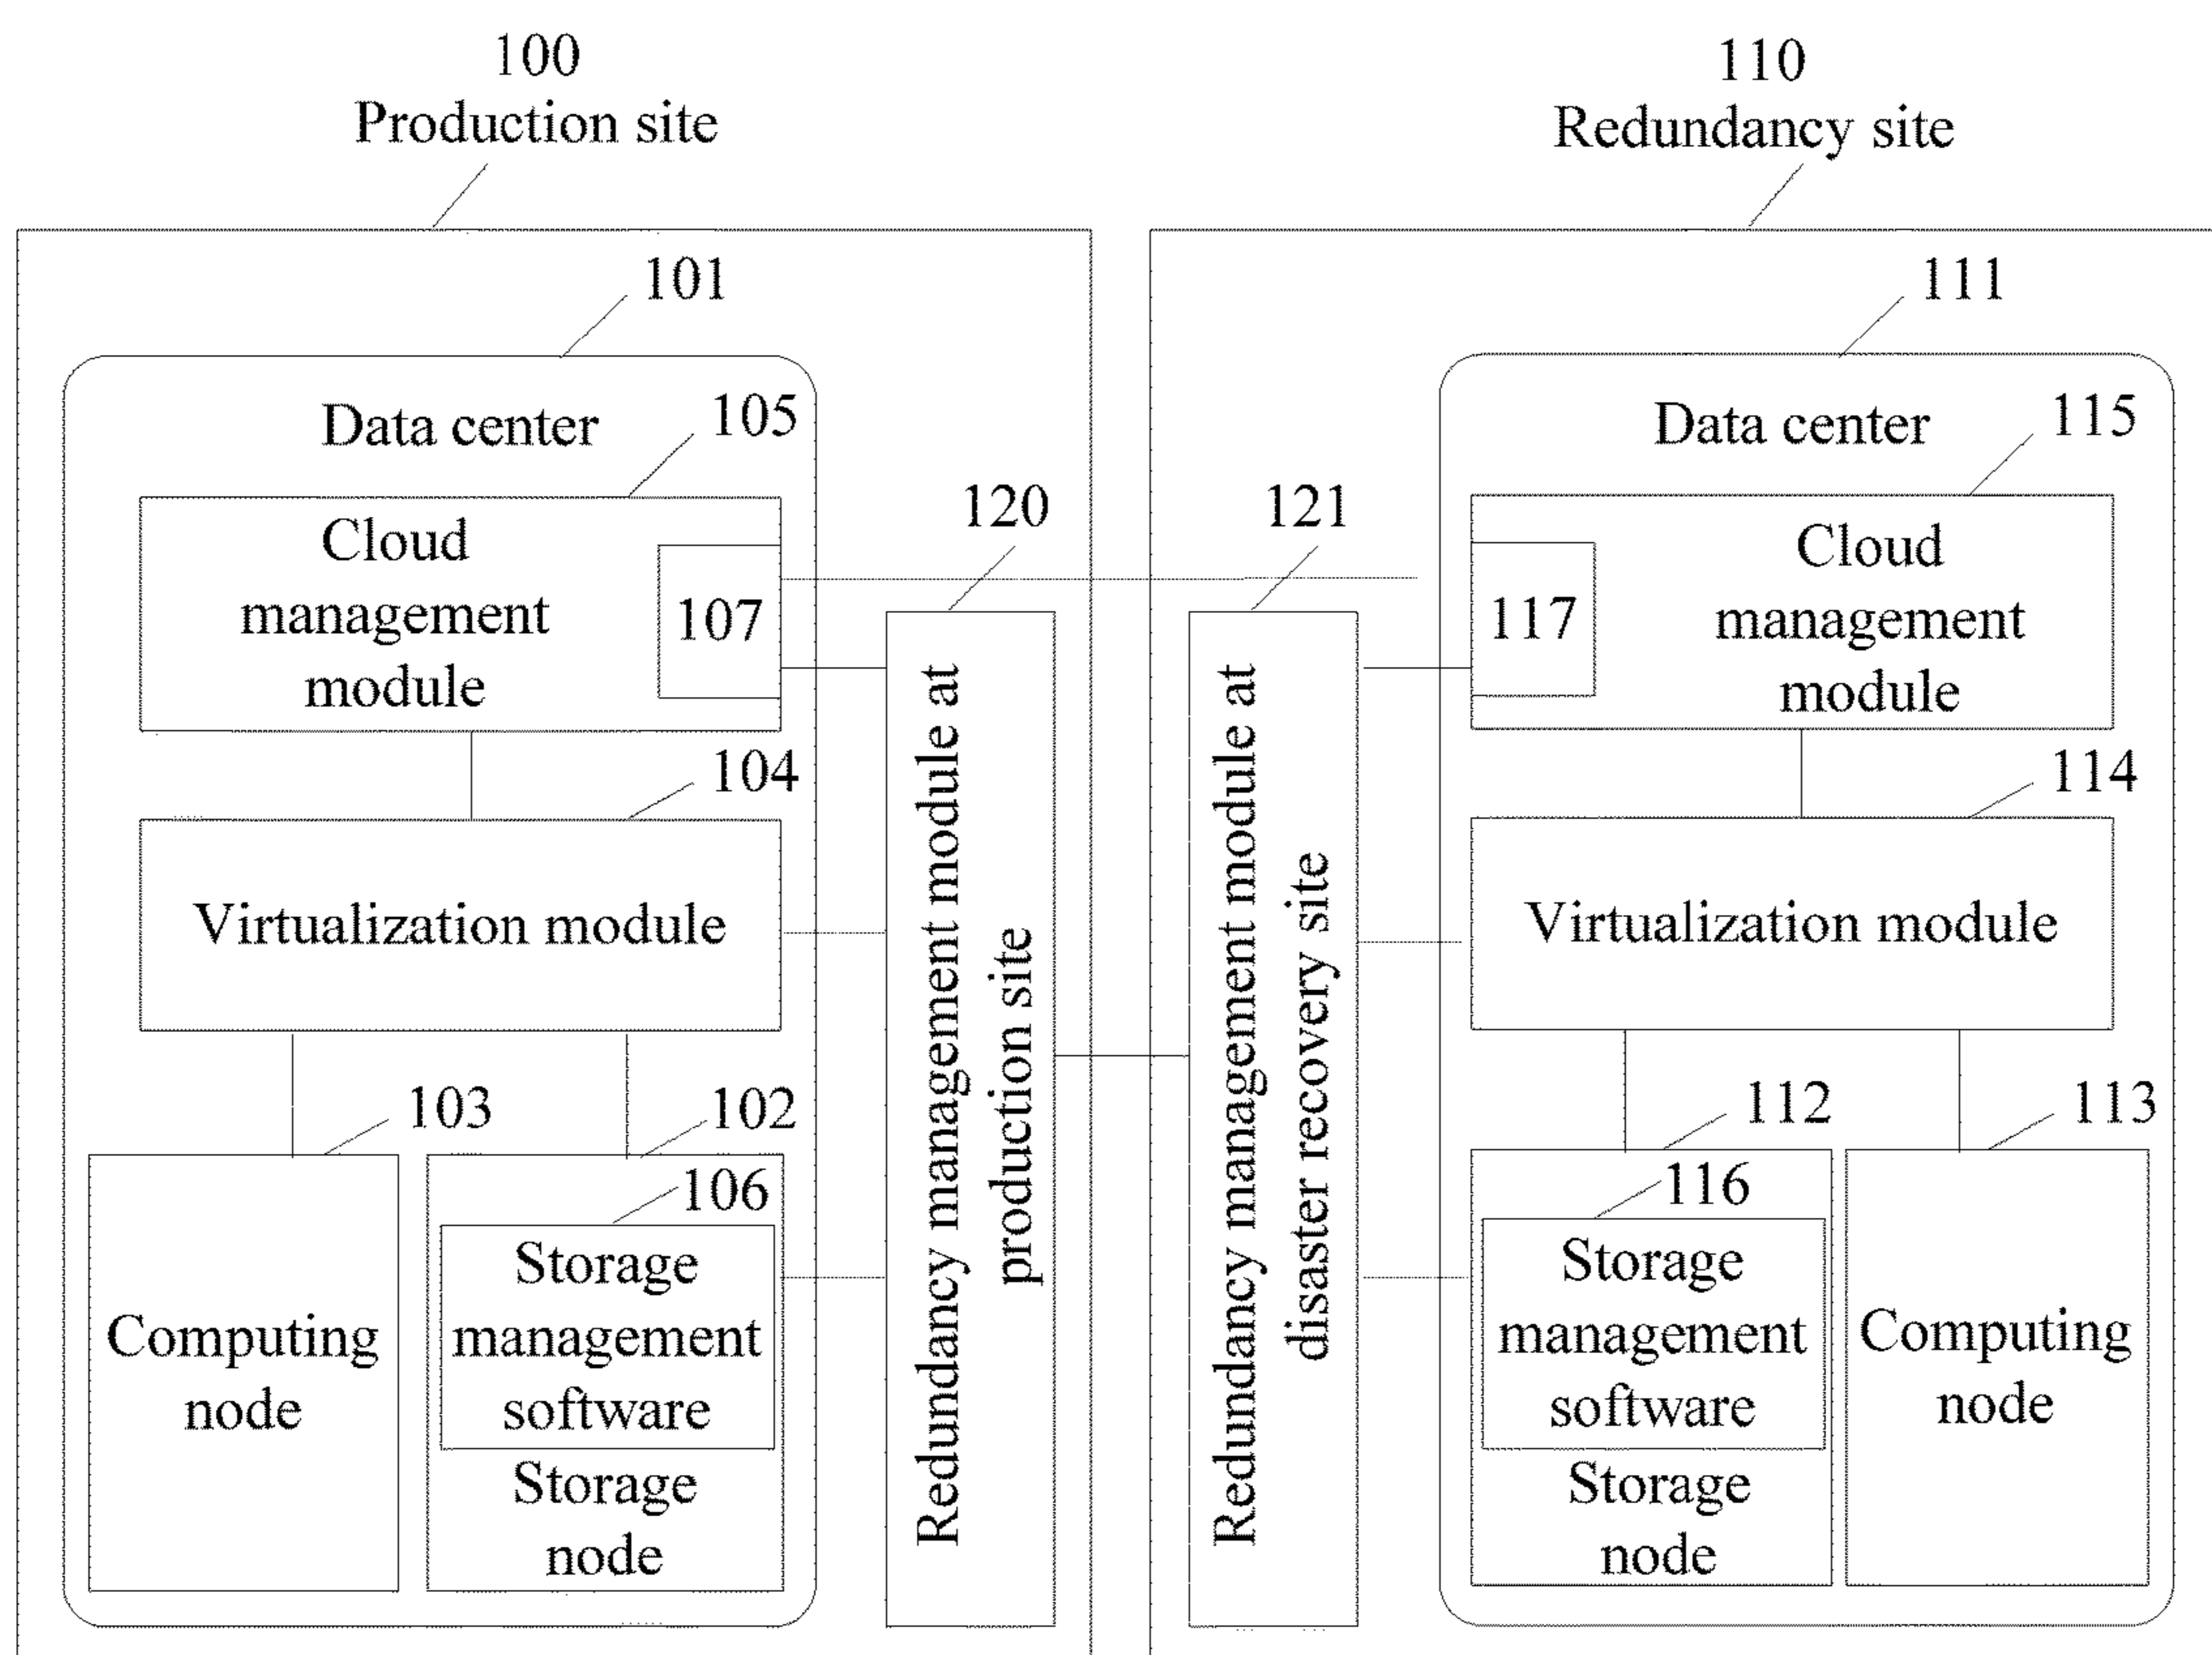 100
Production site
110
Redundancy site
101
111
Data center
105
Data center
115
Cloud
management
module
107
120
121
117
Cloud
management
module
104
114
Virtualization module
Virtualization module
Redundancy management module at
production site
Redundancy management module at
disaster recovery site
103
102
112
113
106
116
Computing
node
Storage
management
software
Storage
node
Storage
management
software
Storage
node
Computing
node